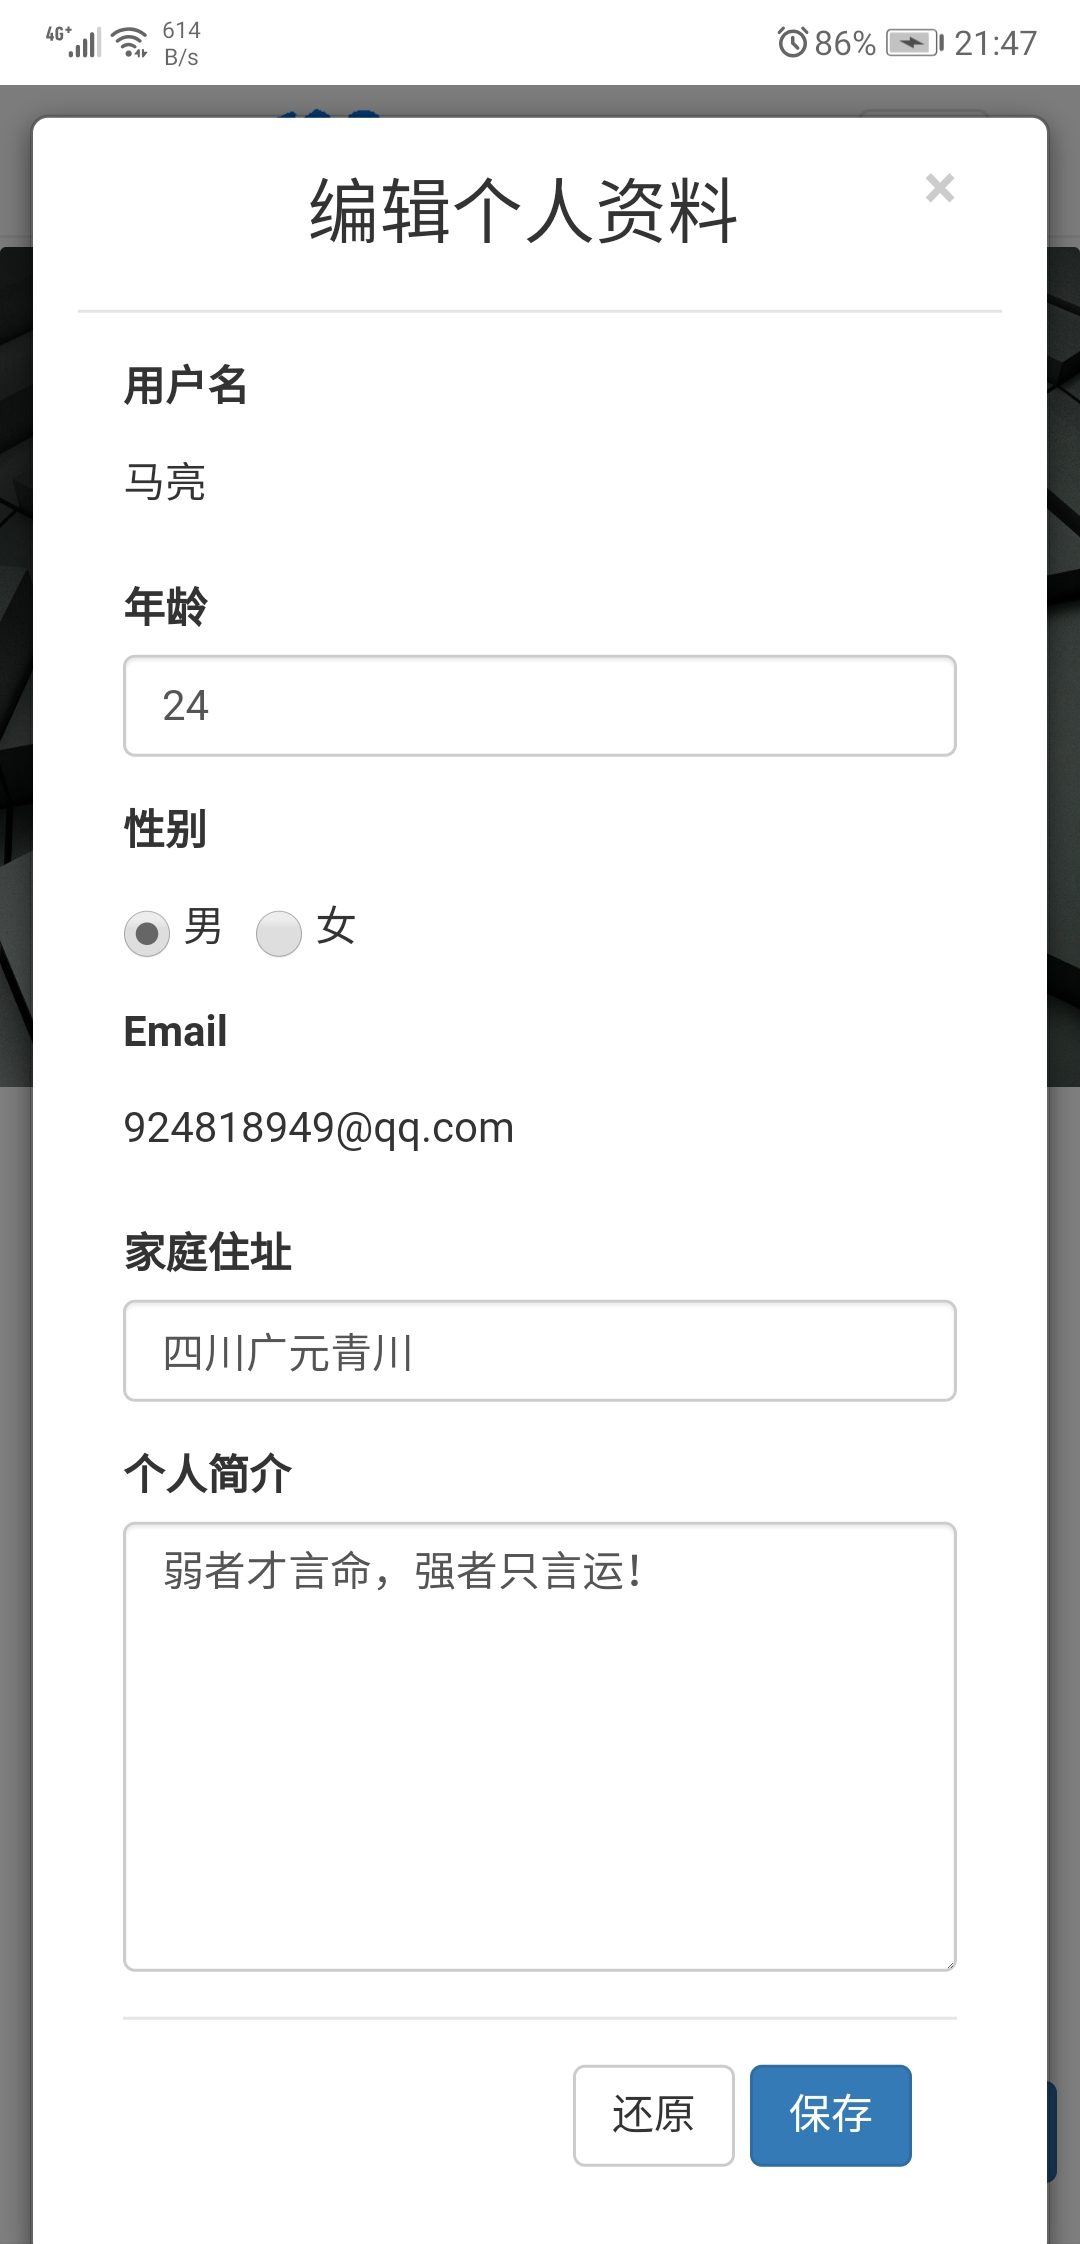 4G+ 614 B/s 86% 21:47
编辑个人资料 ×
用户名
马亮
年龄
24
性别
男 女
Email
924818949@qq.com
家庭住址
四川广元青川
个人简介
弱者才言命，强者只言运！
还原 保存